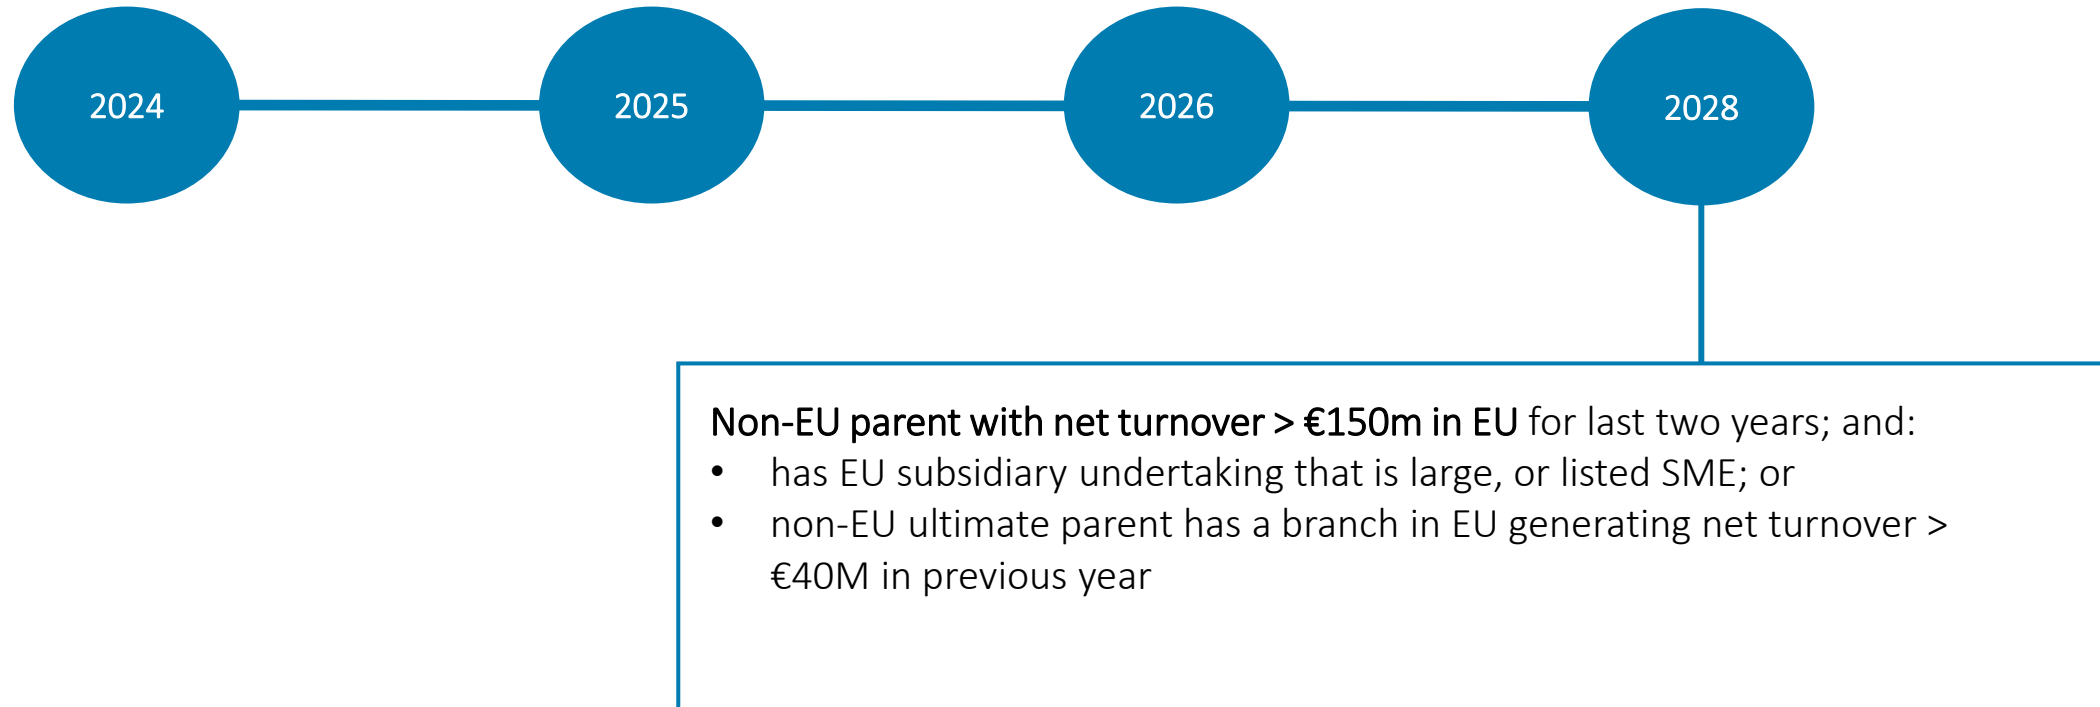 2024
2025
2026
2028
Non-EU parent with net turnover > €150m in EU for last two years; and:
• has EU subsidiary undertaking that is large, or listed SME; or
• non-EU ultimate parent has a branch in EU generating net turnover >
€40M in previous year